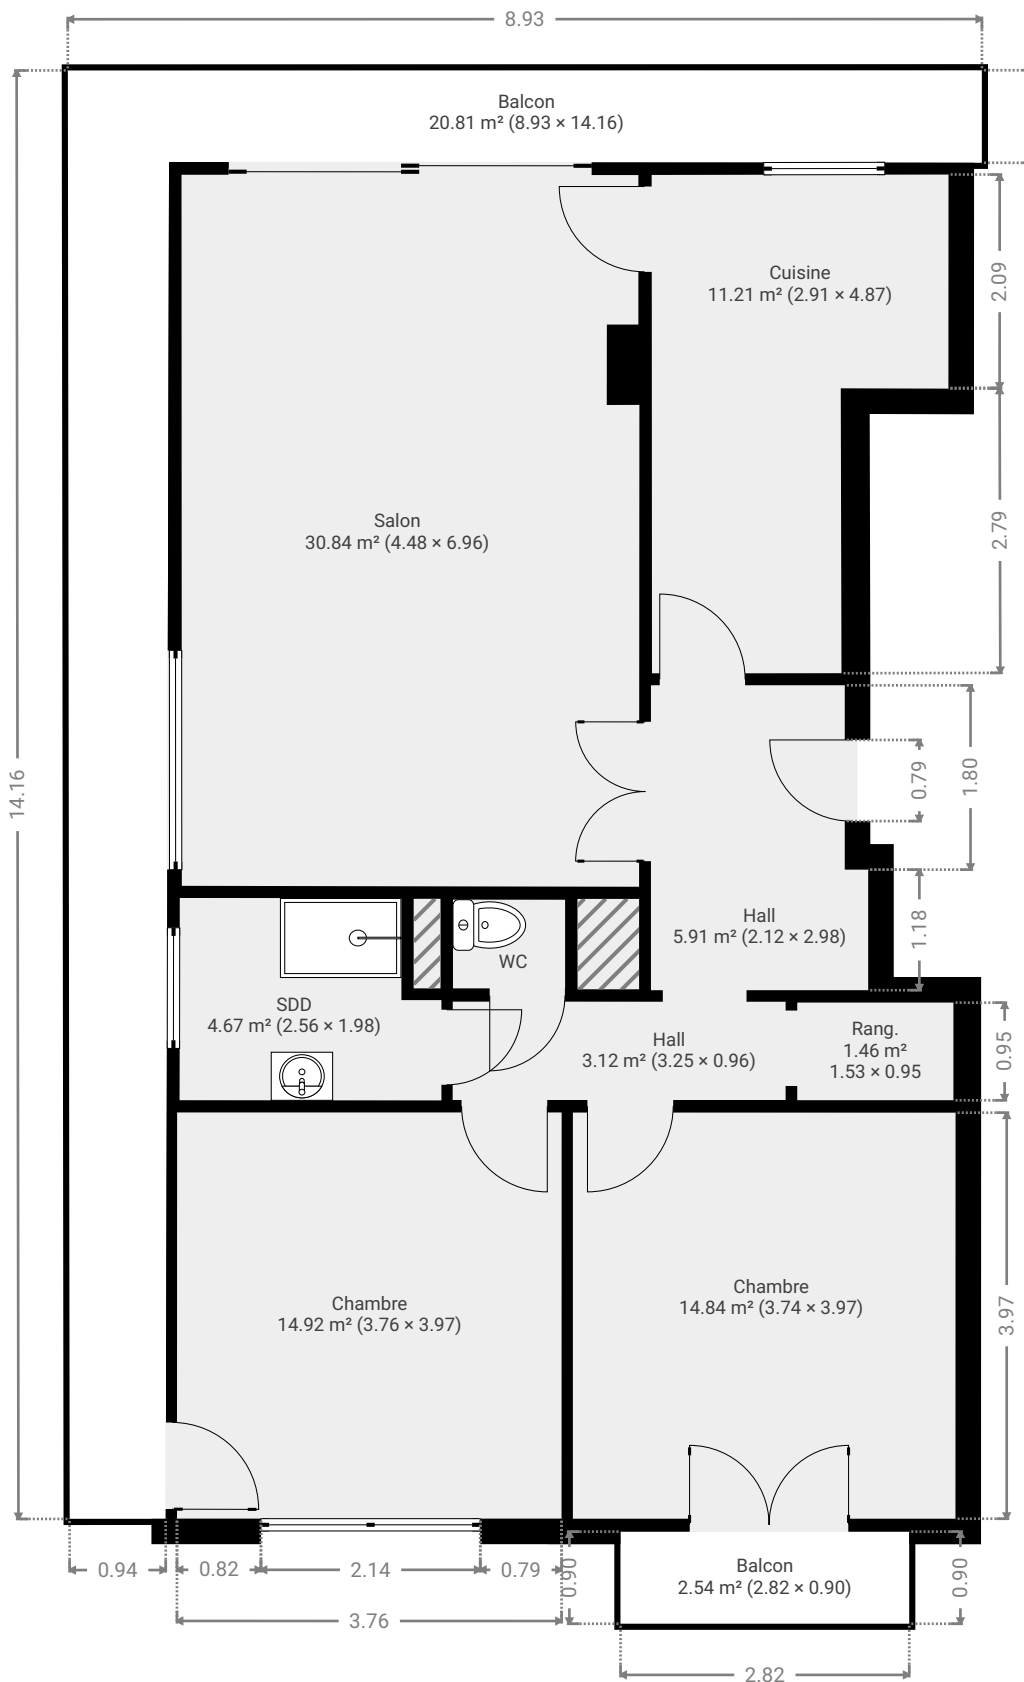 8.93
Balcon
20.81 m² (8.93 × 14.16)
Cuisine
11.21 m² (2.91 × 4.87)
2.09
Salon
30.84 m² (4.48 × 6.96)
2.79
14.16
0.79
1.80
Hall
5.91 m² (2.12 × 2.98)
1.18
WC
SDD
4.67 m² (2.56 × 1.98)
Hall
3.12 m² (3.25 × 0.96)
Rang.
1.46 m²
1.53 × 0.95
0.95
Chambre
14.92 m² (3.76 × 3.97)
Chambre
14.84 m² (3.74 × 3.97)
3.97
0.94
0.82
2.14
0.79
0.90
Balcon
2.54 m² (2.82 × 0.90)
0.90
3.76
2.82